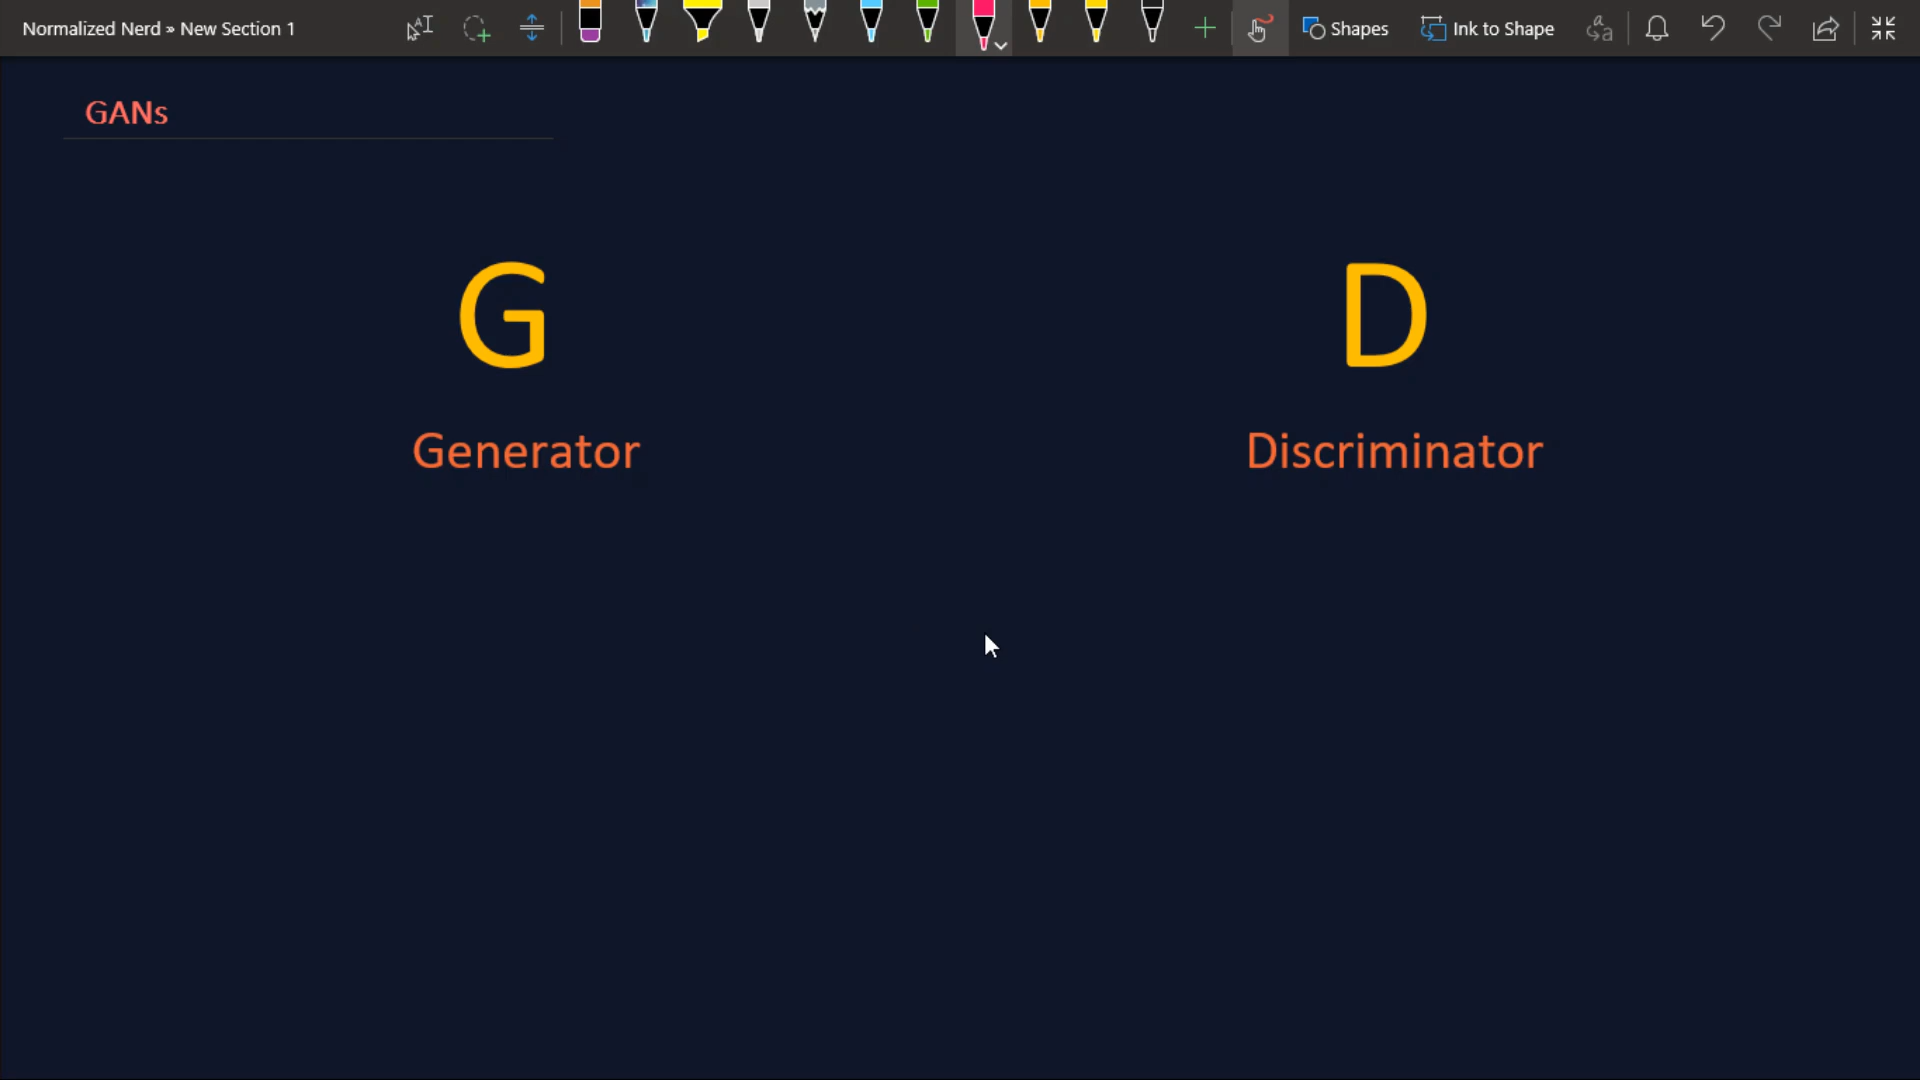 Normalized Nerd » New Section 1
Shapes
Ink to Shape
GANs
G
D
Generator
Discriminator